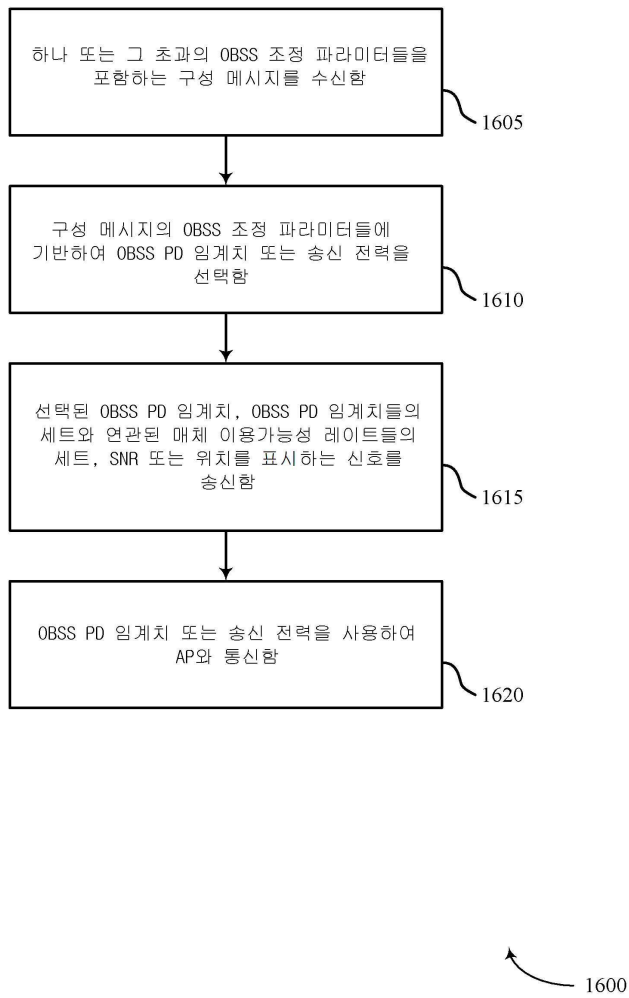 하나 또는 그 초과의 OBSS 조정 파라미터들을
포함하는 구성 메시지를 수신함
1605
구성 메시지의 OBSS 조정 파라미터들에
기반하여 OBSS PD 임계치 또는 송신 전력을
선택함
1610
선택된 OBSS PD 임계치, OBSS PD 임계치들의
세트와 연관된 매체 이용가능성 레이트들의
세트, SNR 또는 위치를 표시하는 신호를
송신함
1615
OBSS PD 임계치 또는 송신 전력을 사용하여
AP와 통신함
1620
1600